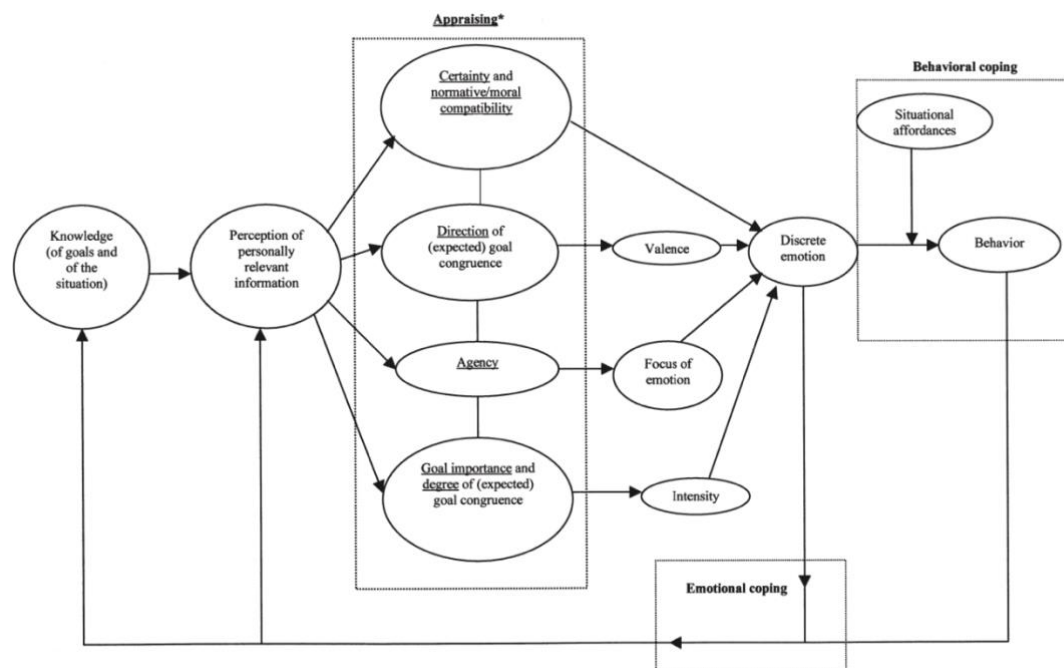 Appraising*
Certainty and
normative/moral
compatibility
Behavioral coping
Situational
affordances
Knowledge
(of goals and
of the
situation)
Perception of
personally
relevant
information
Direction of
(expected) goal
congruence
Valence
Discrete
emotion
Behavior
Agency
Focus of
emotion
Goal importance and
degree of (expected)
goal congruence
Intensity
Emotional coping